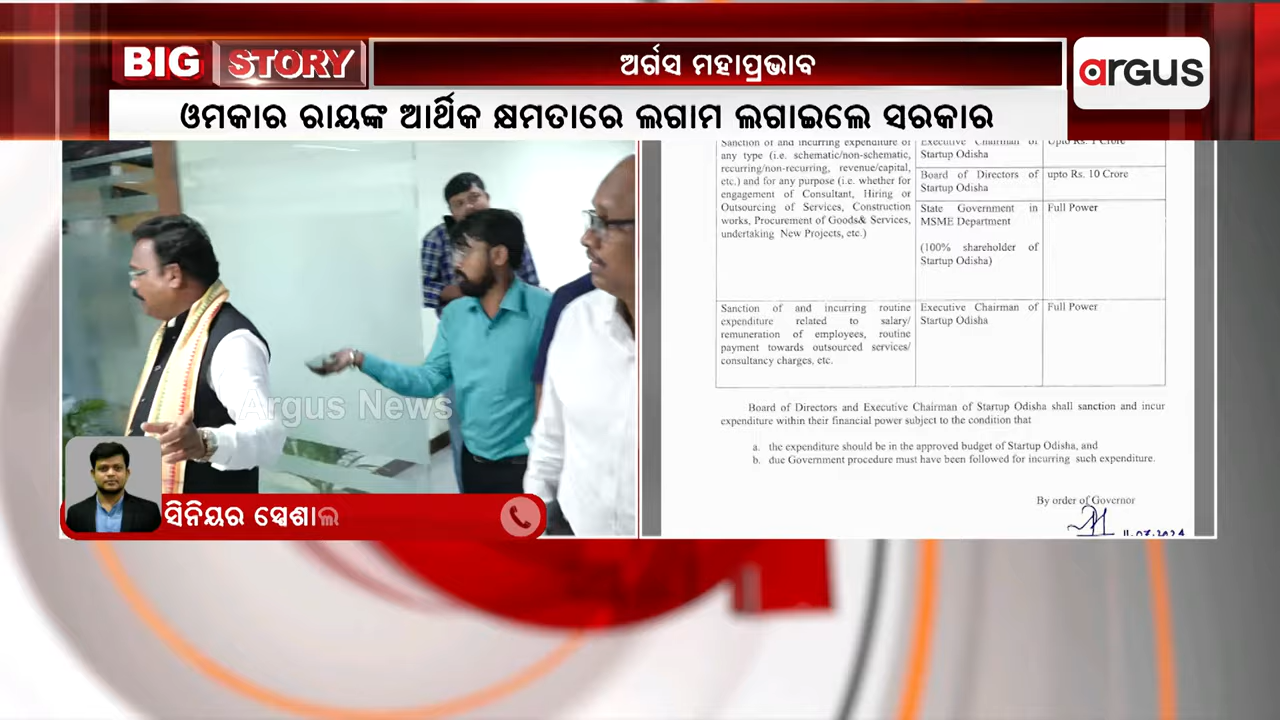 BIG STORY
ଅର୍ଗସ ମହାପ୍ରଭାବ
argus
ଓମକାର ରାୟଙ୍କ ଆର୍ଥିକ କ୍ଷମତାରେ ଲଗାମ ଲଗାଇଲେ ସରକାର
Argus News
ସିନିୟର ସ୍ପେଶାଲ
Sanction of and incurring expenditure of
any type (i.e. schematic/non-schematic,
recurring/non-recurring, revenue/capital,
etc.) and for any purpose (i.e. whether for
engagement of Consultant, Hiring or
Outsourcing of Services, Construction
works, Procurement of Goods& Services,
undertaking New Projects, etc.)
Executive Chairman of
Startup Odisha
Upto Rs. 1 Crore
Board of Directors of
Startup Odisha
upto Rs. 10 Crore
State Government in
MSME Department
(100% shareholder of
Startup Odisha)
Full Power
Sanction of and incurring routine
expenditure related to salary/
remuneration of employees, routine
payment towards outsourced services/
consultancy charges, etc.
Executive Chairman of
Startup Odisha
Full Power
Board of Directors and Executive Chairman of Startup Odisha shall sanction and incur
expenditure within their financial power subject to the condition that
a. the expenditure should be in the approved budget of Startup Odisha, and
b. due Government procedure must have been followed for incurring such expenditure.
By order of Governor
11.07.2024